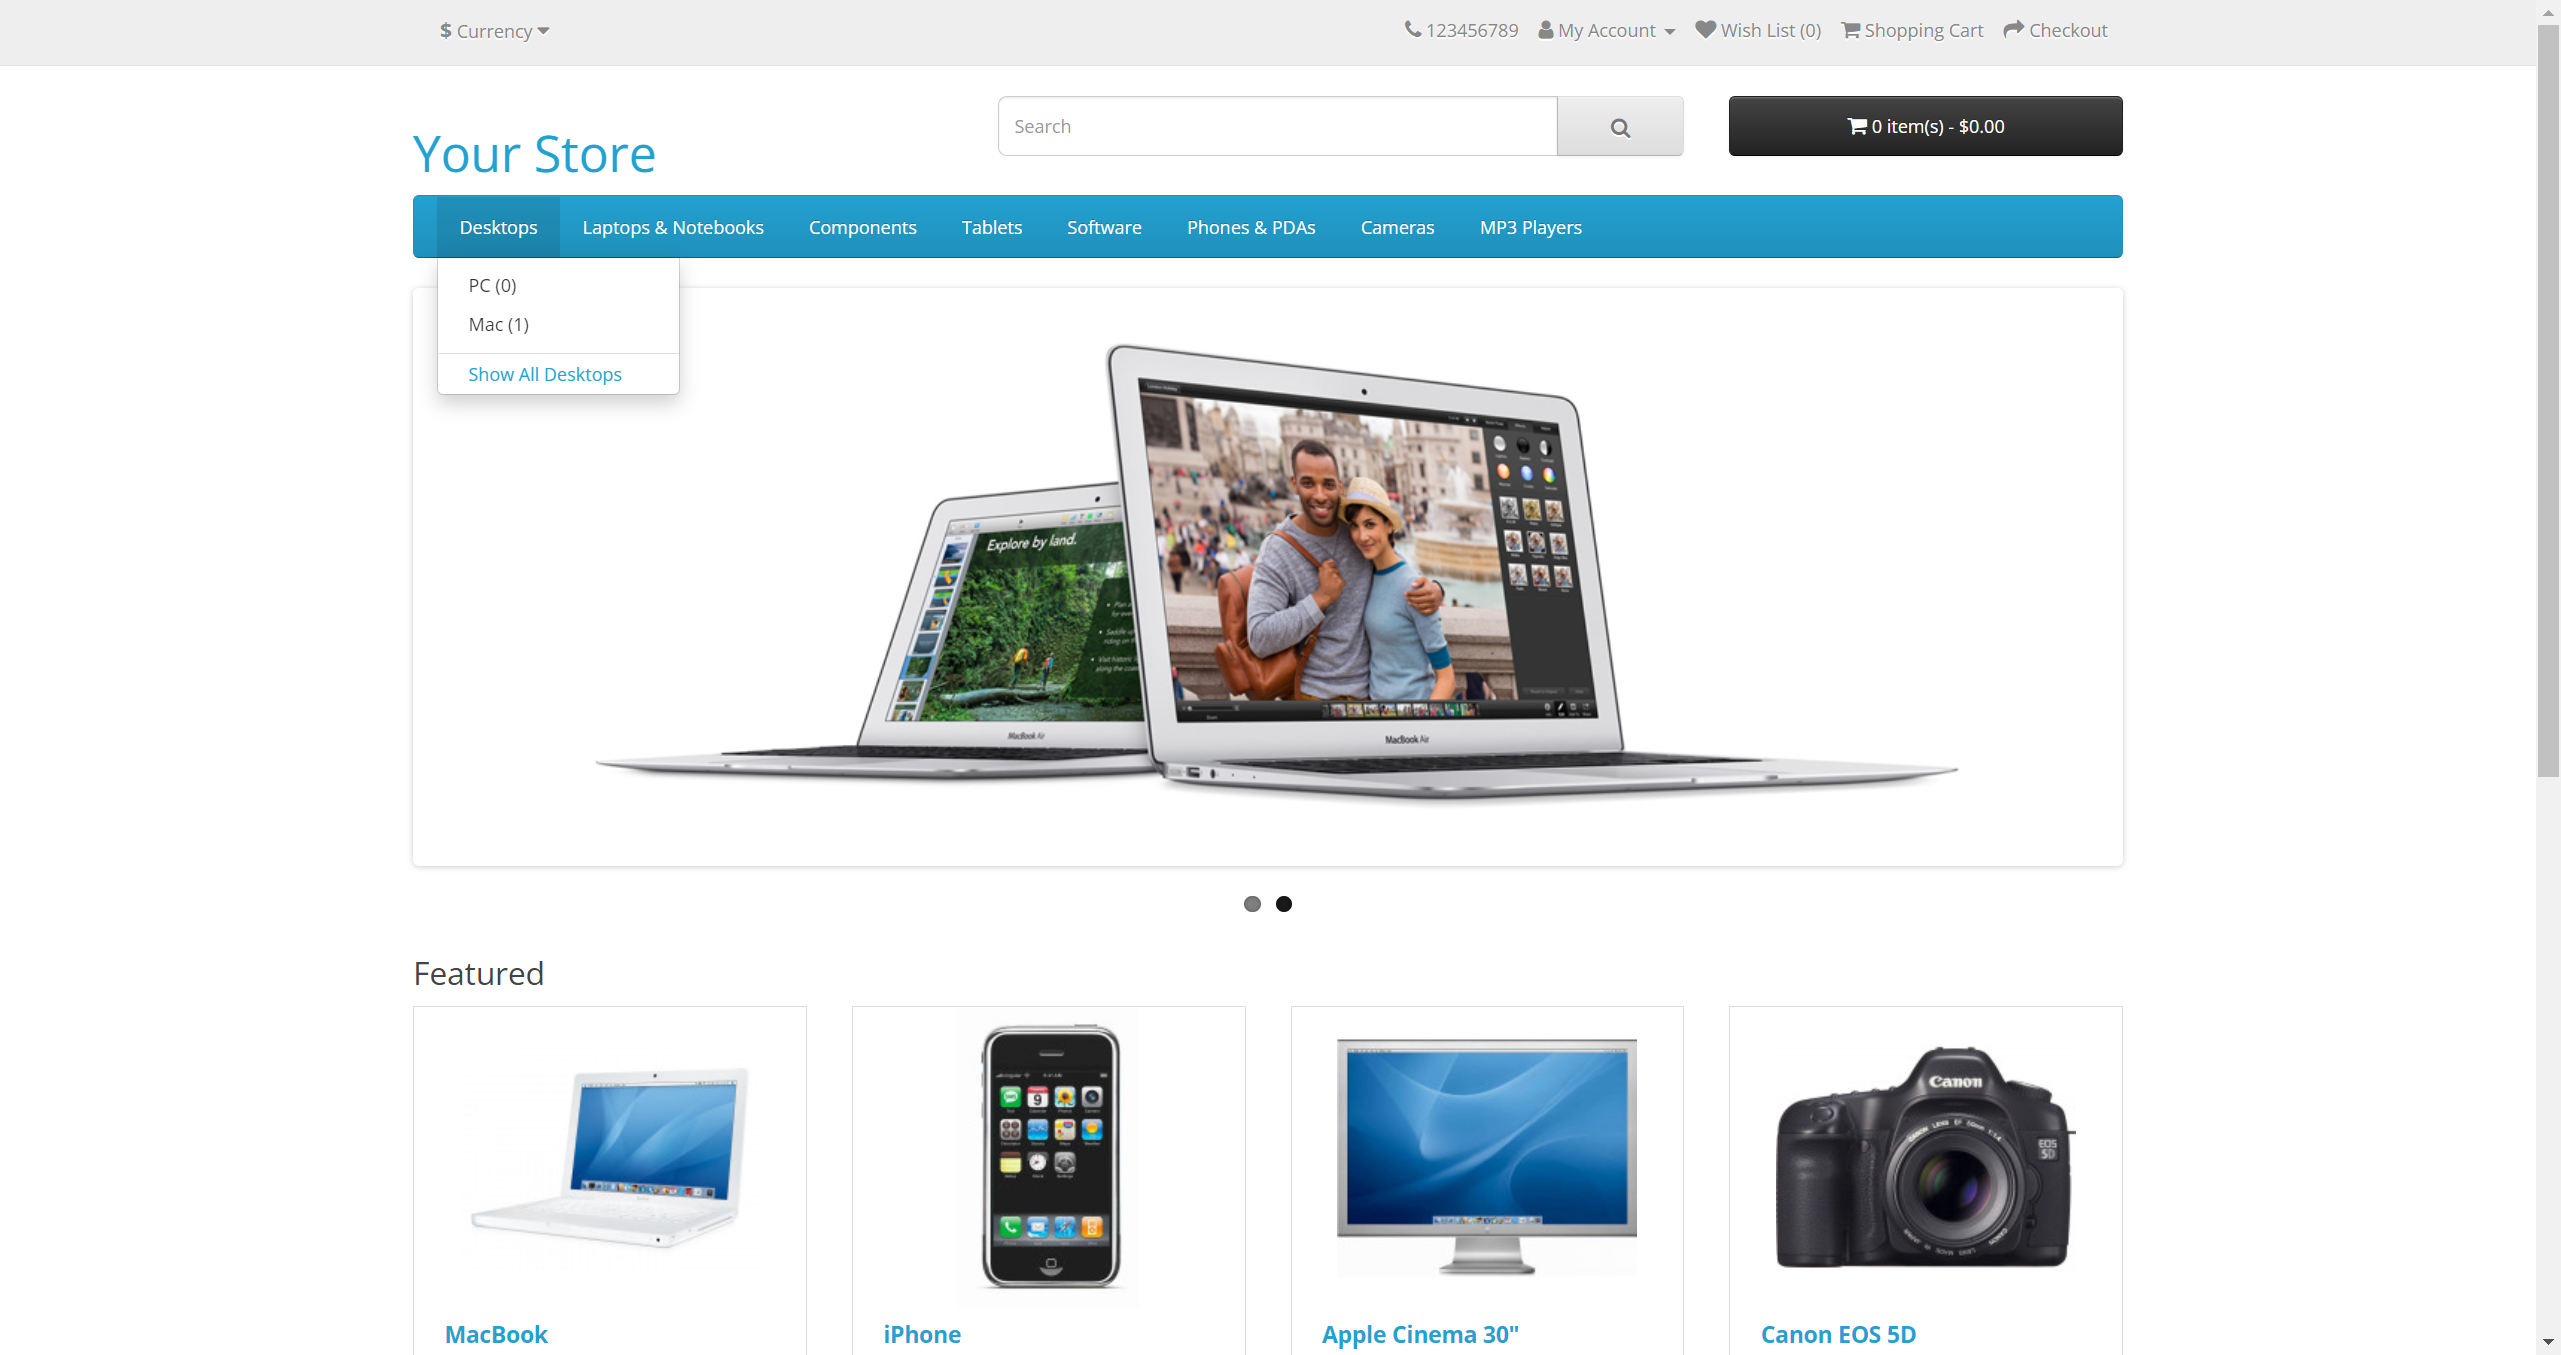 $ Currency
123456789 My Account Wish List (0) Shopping Cart Checkout
Your Store
Search
0 item(s) - $0.00
Desktops Laptops & Notebooks Components Tablets Software Phones & PDAs Cameras MP3 Players
PC (0)
Mac (1)
Show All Desktops
Explore by land.
MacBook Air
MacBook Air
Featured
Canon
EOS
5D
MacBook
iPhone
Apple Cinema 30"
Canon EOS 5D